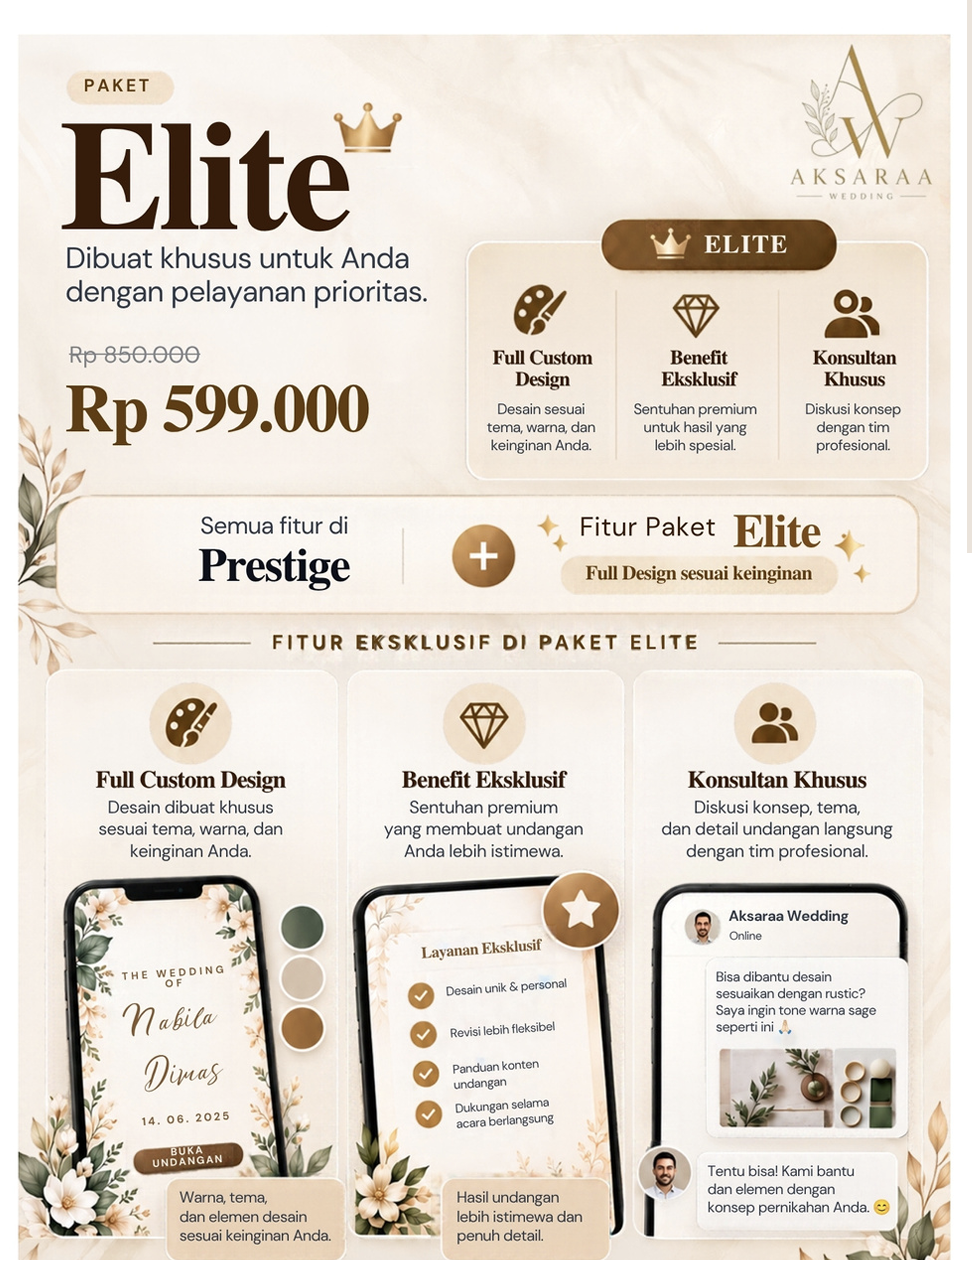 PAKET
Elite
Dibuat khusus untuk Anda
dengan pelayanan prioritas.
Rp 850.000
Rp 599.000
AW
AKSARAA
WEDDING
ELITE
Full Custom
Design
Desain sesuai
tema, warna, dan
keinginan Anda.
Benefit
Eksklusif
Sentuhan premium
untuk hasil yang
lebih spesial.
Konsultan
Khusus
Diskusi konsep
dengan tim
profesional.
Semua fitur di
Prestige
+
Fitur Paket Elite
Full Design sesuai keinginan
FITUR EKSKLUSIF DI PAKET ELITE
Full Custom Design
Desain dibuat khusus
sesuai tema, warna, dan
keinginan Anda.
THE WEDDING
OF
Nabila
Dimas
14. 06. 2025
BUKA
UNDANGAN
Warna, tema,
dan elemen desain
sesuai keinginan Anda.
Benefit Eksklusif
Sentuhan premium
yang membuat undangan
Anda lebih istimewa.
Layanan Eksklusif
Desain unik & personal
Revisi lebih fleksibel
Panduan konten
undangan
Dukungan selama
acara berlangsung
Hasil undangan
lebih istimewa dan
penuh detail.
Konsultan Khusus
Diskusi konsep, tema,
dan detail undangan langsung
dengan tim profesional.
Aksaraa Wedding
Online
Bisa dibantu desain
sesuaikan dengan rustic?
Saya ingin tone warna sage
seperti ini 🙏🏻
Tentu bisa! Kami bantu
dan elemen dengan
konsep pernikahan Anda. 😊